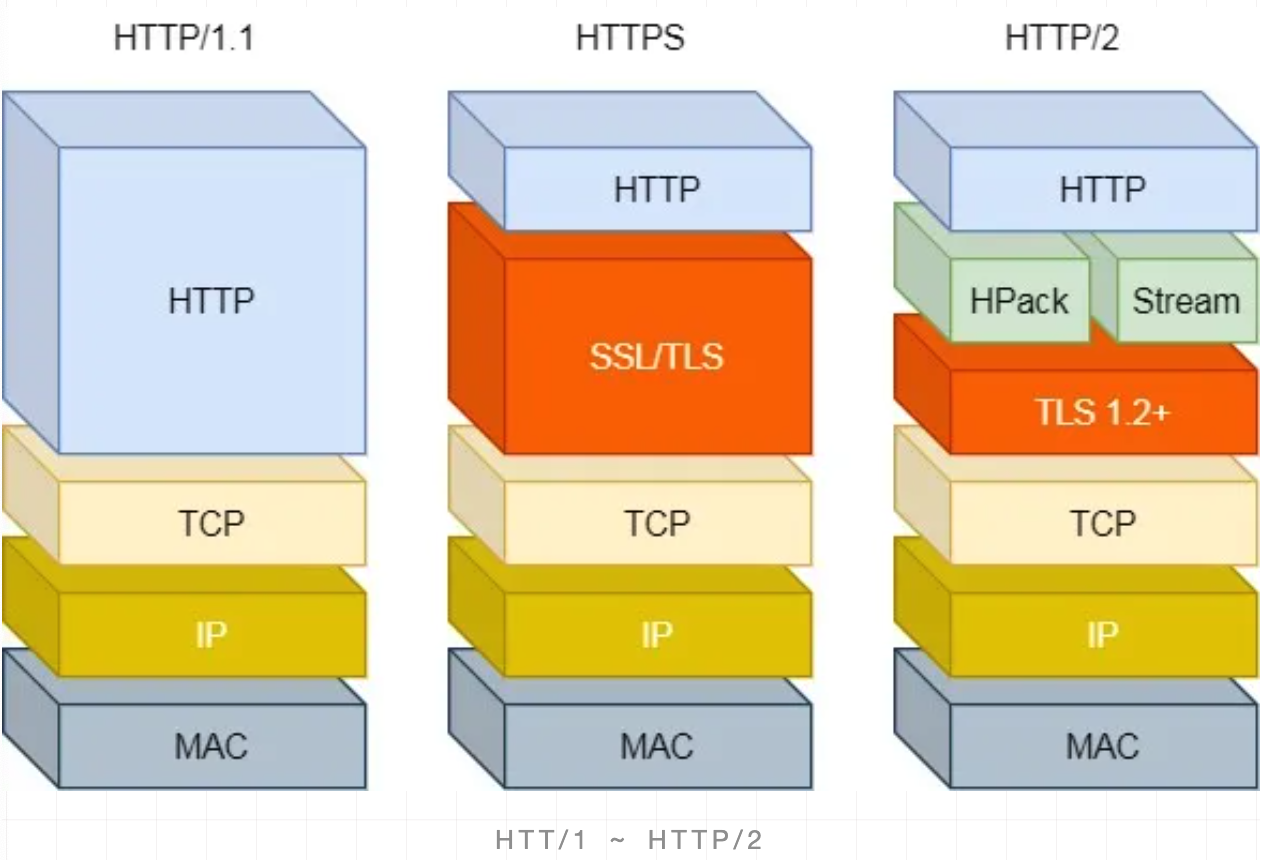 HTTP/1.1
HTTP
TCP
IP
MAC
HTTPS
HTTP
SSL/TLS
TCP
IP
MAC
HTTP/2
HTTP
HPack Stream
TLS 1.2+
TCP
IP
MAC
HTT/1 ~ HTTP/2